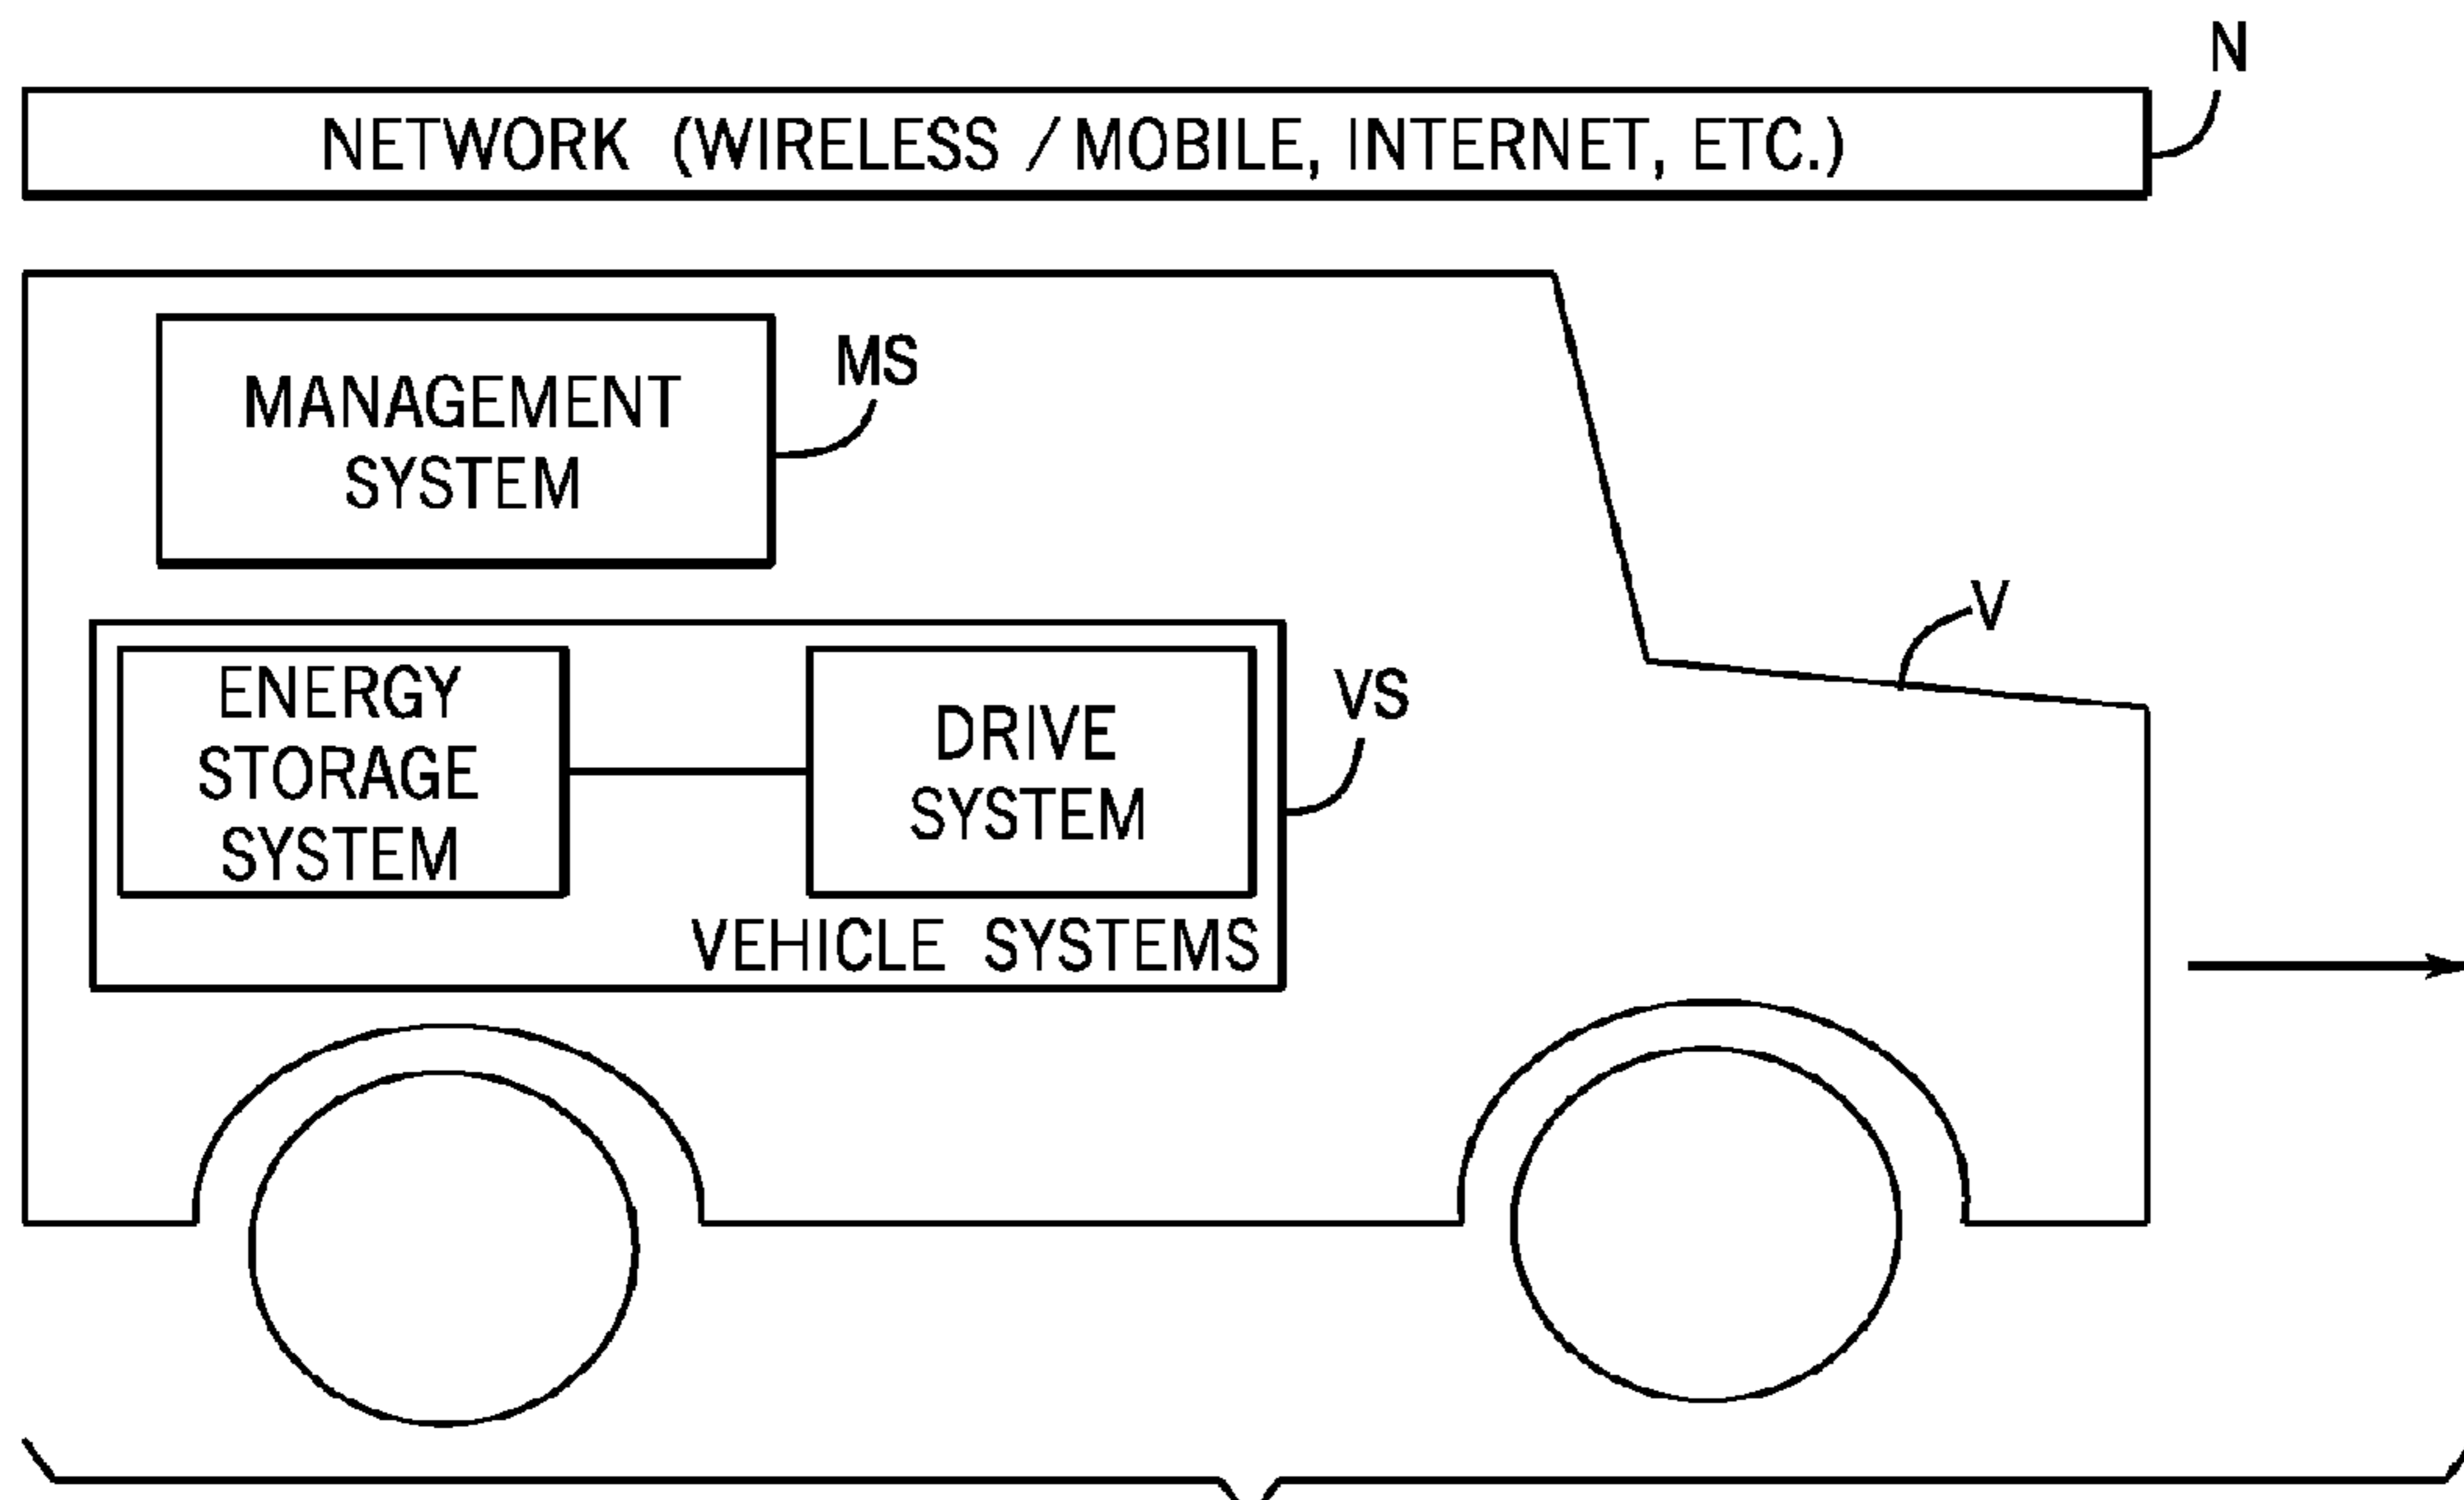 N
NETWORK (WIRELESS / MOBILE, INTERNET, ETC.)
MS
MANAGEMENT
SYSTEM
V
VS
ENERGY
STORAGE
SYSTEM
DRIVE
SYSTEM
VEHICLE SYSTEMS